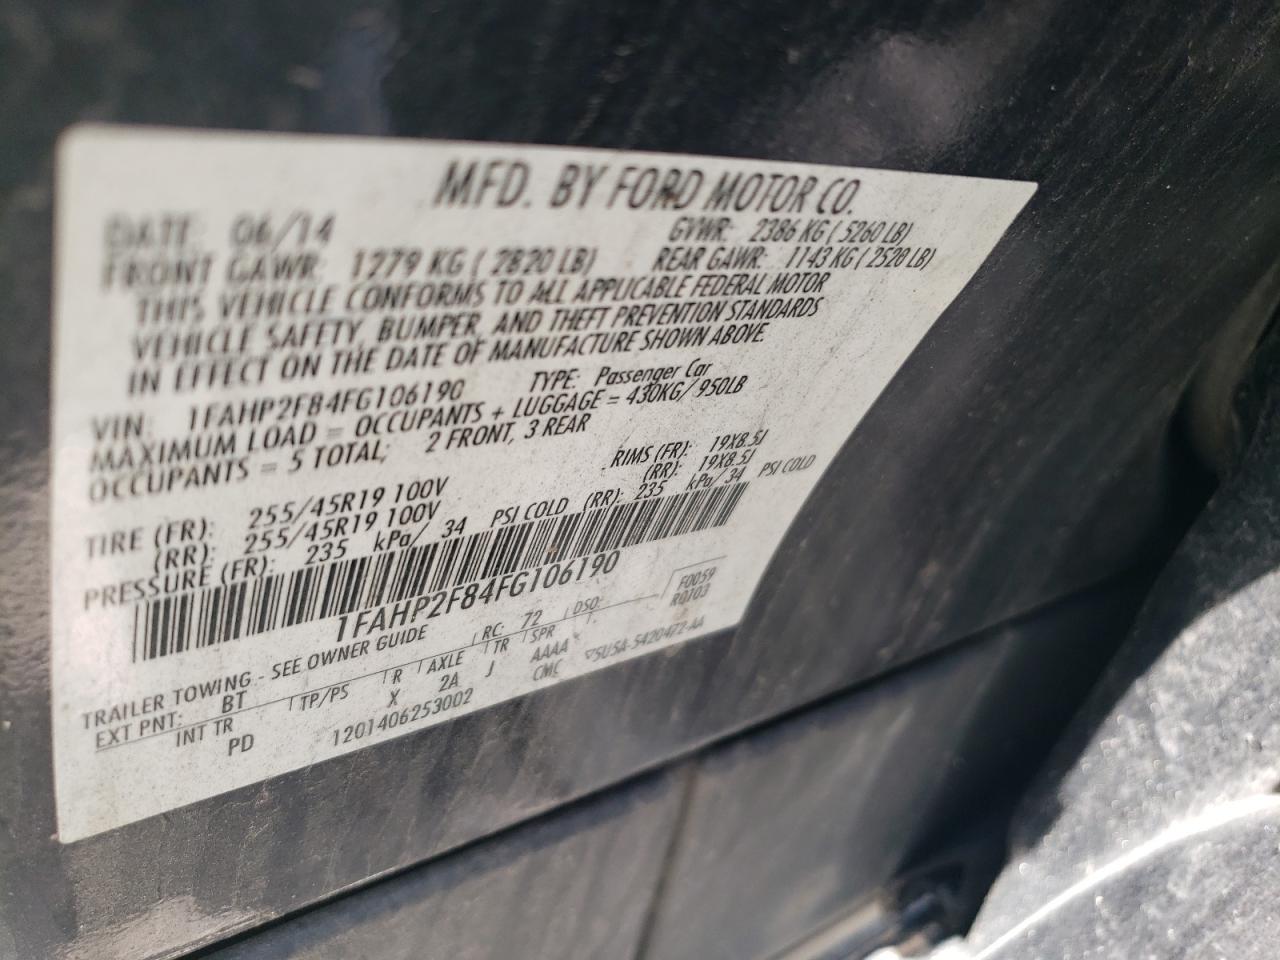 MFD. BY FORD MOTOR CO.
DATE: 06/14 GVWR: 2386 KG ( 5260 LB)
FRONT GAWR: 1279 KG ( 2820 LB) REAR GAWR: 1143 KG ( 2520 LB)
THIS VEHICLE CONFORMS TO ALL APPLICABLE FEDERAL MOTOR
VEHICLE SAFETY, BUMPER, AND THEFT PREVENTION STANDARDS
IN EFFECT ON THE DATE OF MANUFACTURE SHOWN ABOVE.
VIN: 1FAHP2F84FG106190 TYPE: Passenger Car
MAXIMUM LOAD = OCCUPANTS + LUGGAGE = 430KG/ 950LB
OCCUPANTS = 5 TOTAL; 2 FRONT, 3 REAR
TIRE (FR): 255/45R19 100V RIMS (FR): 19X8.5J
(RR): 255/45R19 100V (RR): 19X8.5J
PRESSURE (FR): 235 kPa/ 34 PSI COLD (RR): 235 kPa/ 34 PSI COLD
1FAHP2F84FG106190
TRAILER TOWING - SEE OWNER GUIDE
EXT PNT: BT RC: 72 DSO: F0059
R0103
INT TR TP/PS R AXLE TR SPR
PD X 2A J AAAA
1201406253002 CMC 5U5A-5420472-AA